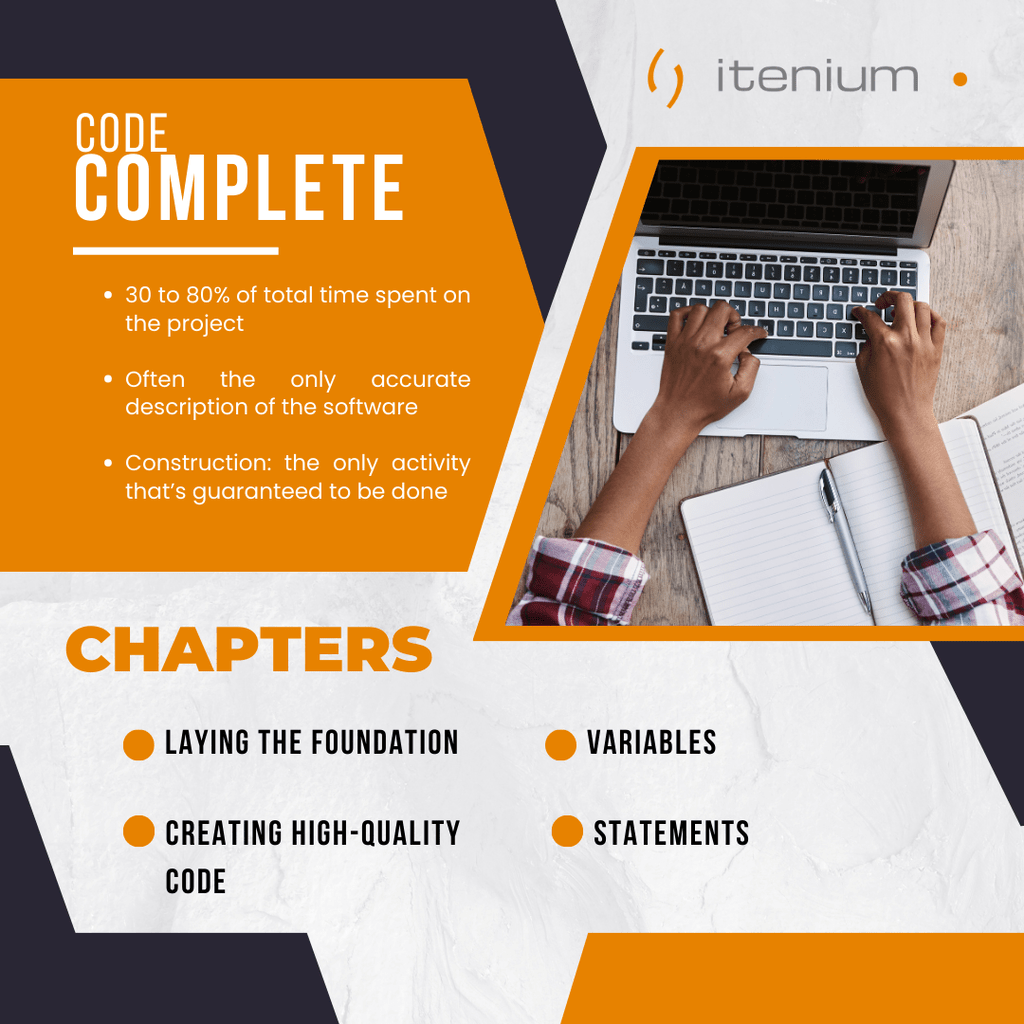 itenium
CODE
COMPLETE
• 30 to 80% of total time spent on
the project
• Often the only accurate
description of the software
• Construction: the only activity
that’s guaranteed to be done
CHAPTERS
LAYING THE FOUNDATION
VARIABLES
CREATING HIGH-QUALITY
CODE
STATEMENTS